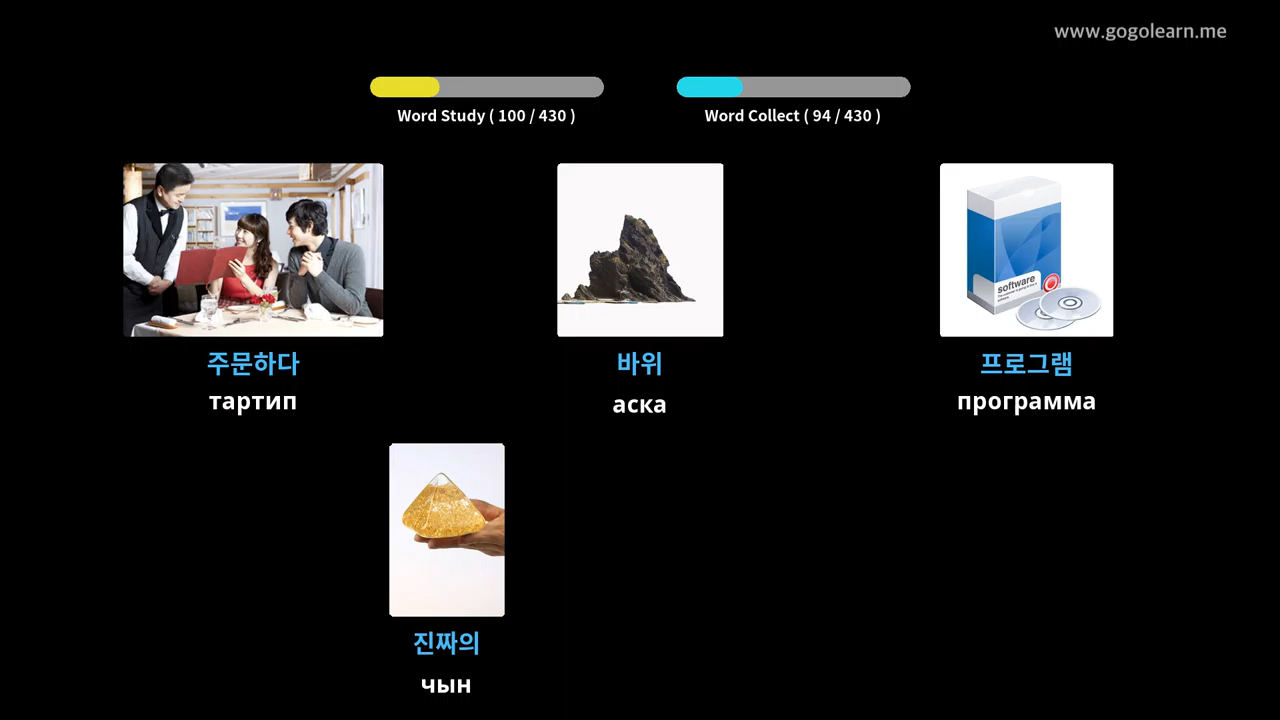 www.gogolearn.me
Word Study ( 100 / 430 )
Word Collect ( 94 / 430 )
software
주문하다
바위
프로그램
тартип
аска
программа
진짜의
чын